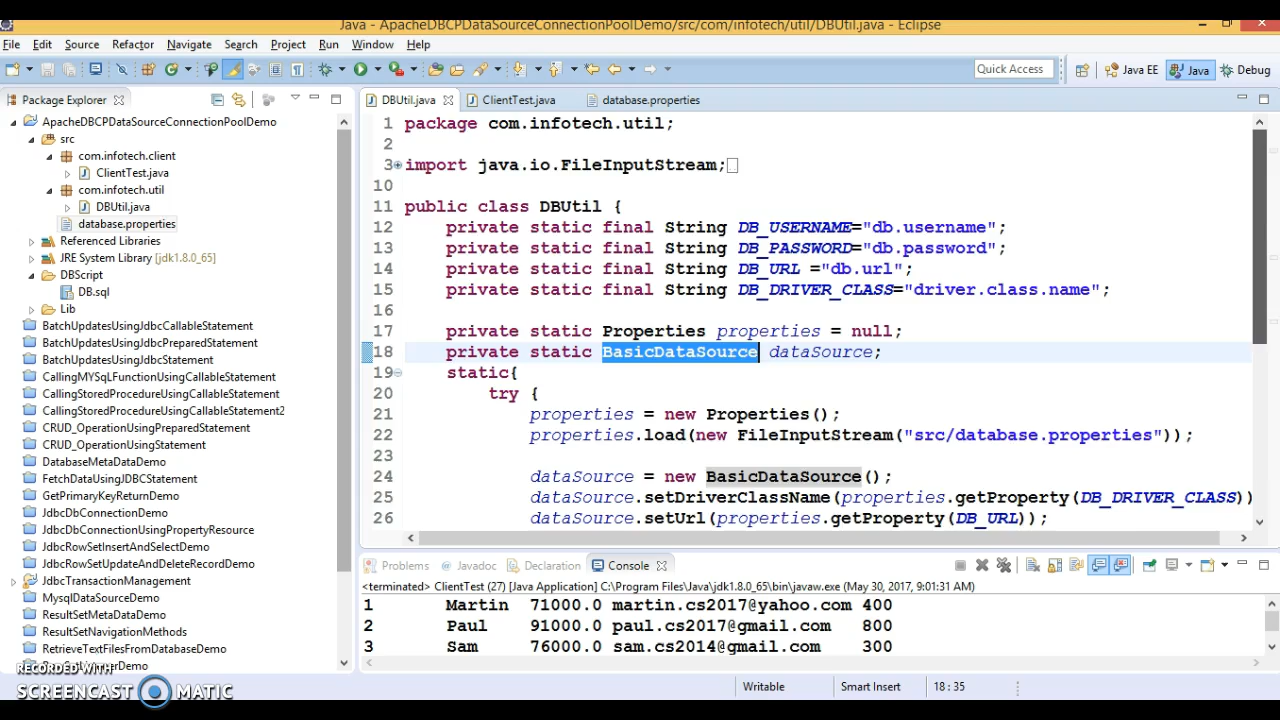 Java - ApacheDBCPDataSourceConnectionPoolDemo/src/com/infotech/util/DBUtil.java - Eclipse
File Edit Source Refactor Navigate Search Project Run Window Help
Quick Access Java EE Java Debug
Package Explorer
ApacheDBCPDataSourceConnectionPoolDemo
src
com.infotech.client
ClientTest.java
com.infotech.util
DBUtil.java
database.properties
Referenced Libraries
JRE System Library [jdk1.8.0_65]
DBScript
DB.sql
Lib
BatchUpdatesUsingJdbcCallableStatement
BatchUpdatesUsingJdbcPreparedStatement
BatchUpdatesUsingJdbcStatement
CallingMYSqlFunctionUsingCallableStatement
CallingStoredProcedureUsingCallableStatement
CallingStoredProcedureUsingCallableStatement2
CRUD_OperationUsingPreparedStatement
CRUD_OperationUsingStatement
DatabaseMetaDataDemo
FetchDataUsingJDBCStatement
GetPrimaryKeyReturnDemo
JdbcDbConnectionDemo
JdbcDbConnectionUsingPropertyResource
JdbcRowSetInsertAndSelectDemo
JdbcRowSetUpdateAndDeleteRecordDemo
JdbcTransactionManagement
MysqlDataSourceDemo
ResultSetMetaDataDemo
ResultSetNavigationMethods
RetrieveTextFilesFromDatabaseDemo
RECORDED WITH
SCREENCAST MATIC
DBUtil.java ClientTest.java database.properties
1 package com.infotech.util;
2
3 import java.io.FileInputStream;
10
11 public class DBUtil {
12 private static final String DB_USERNAME="db.username";
13 private static final String DB_PASSWORD="db.password";
14 private static final String DB_URL ="db.url";
15 private static final String DB_DRIVER_CLASS="driver.class.name";
16
17 private static Properties properties = null;
18 private static BasicDataSource dataSource;
19 static{
20 try {
21 properties = new Properties();
22 properties.load(new FileInputStream("src/database.properties"));
23
24 dataSource = new BasicDataSource();
25 dataSource.setDriverClassName(properties.getProperty(DB_DRIVER_CLASS))
26 dataSource.setUrl(properties.getProperty(DB_URL));
Problems Javadoc Declaration Console
<terminated> ClientTest (27) [Java Application] C:\Program Files\Java\jdk1.8.0_65\bin\javaw.exe (May 30, 2017, 9:01:31 AM)
1 Martin 71000.0 martin.cs2017@yahoo.com 400
2 Paul 91000.0 paul.cs2017@gmail.com 800
3 Sam 76000.0 sam.cs2014@gmail.com 300
Writable Smart Insert 18 : 35